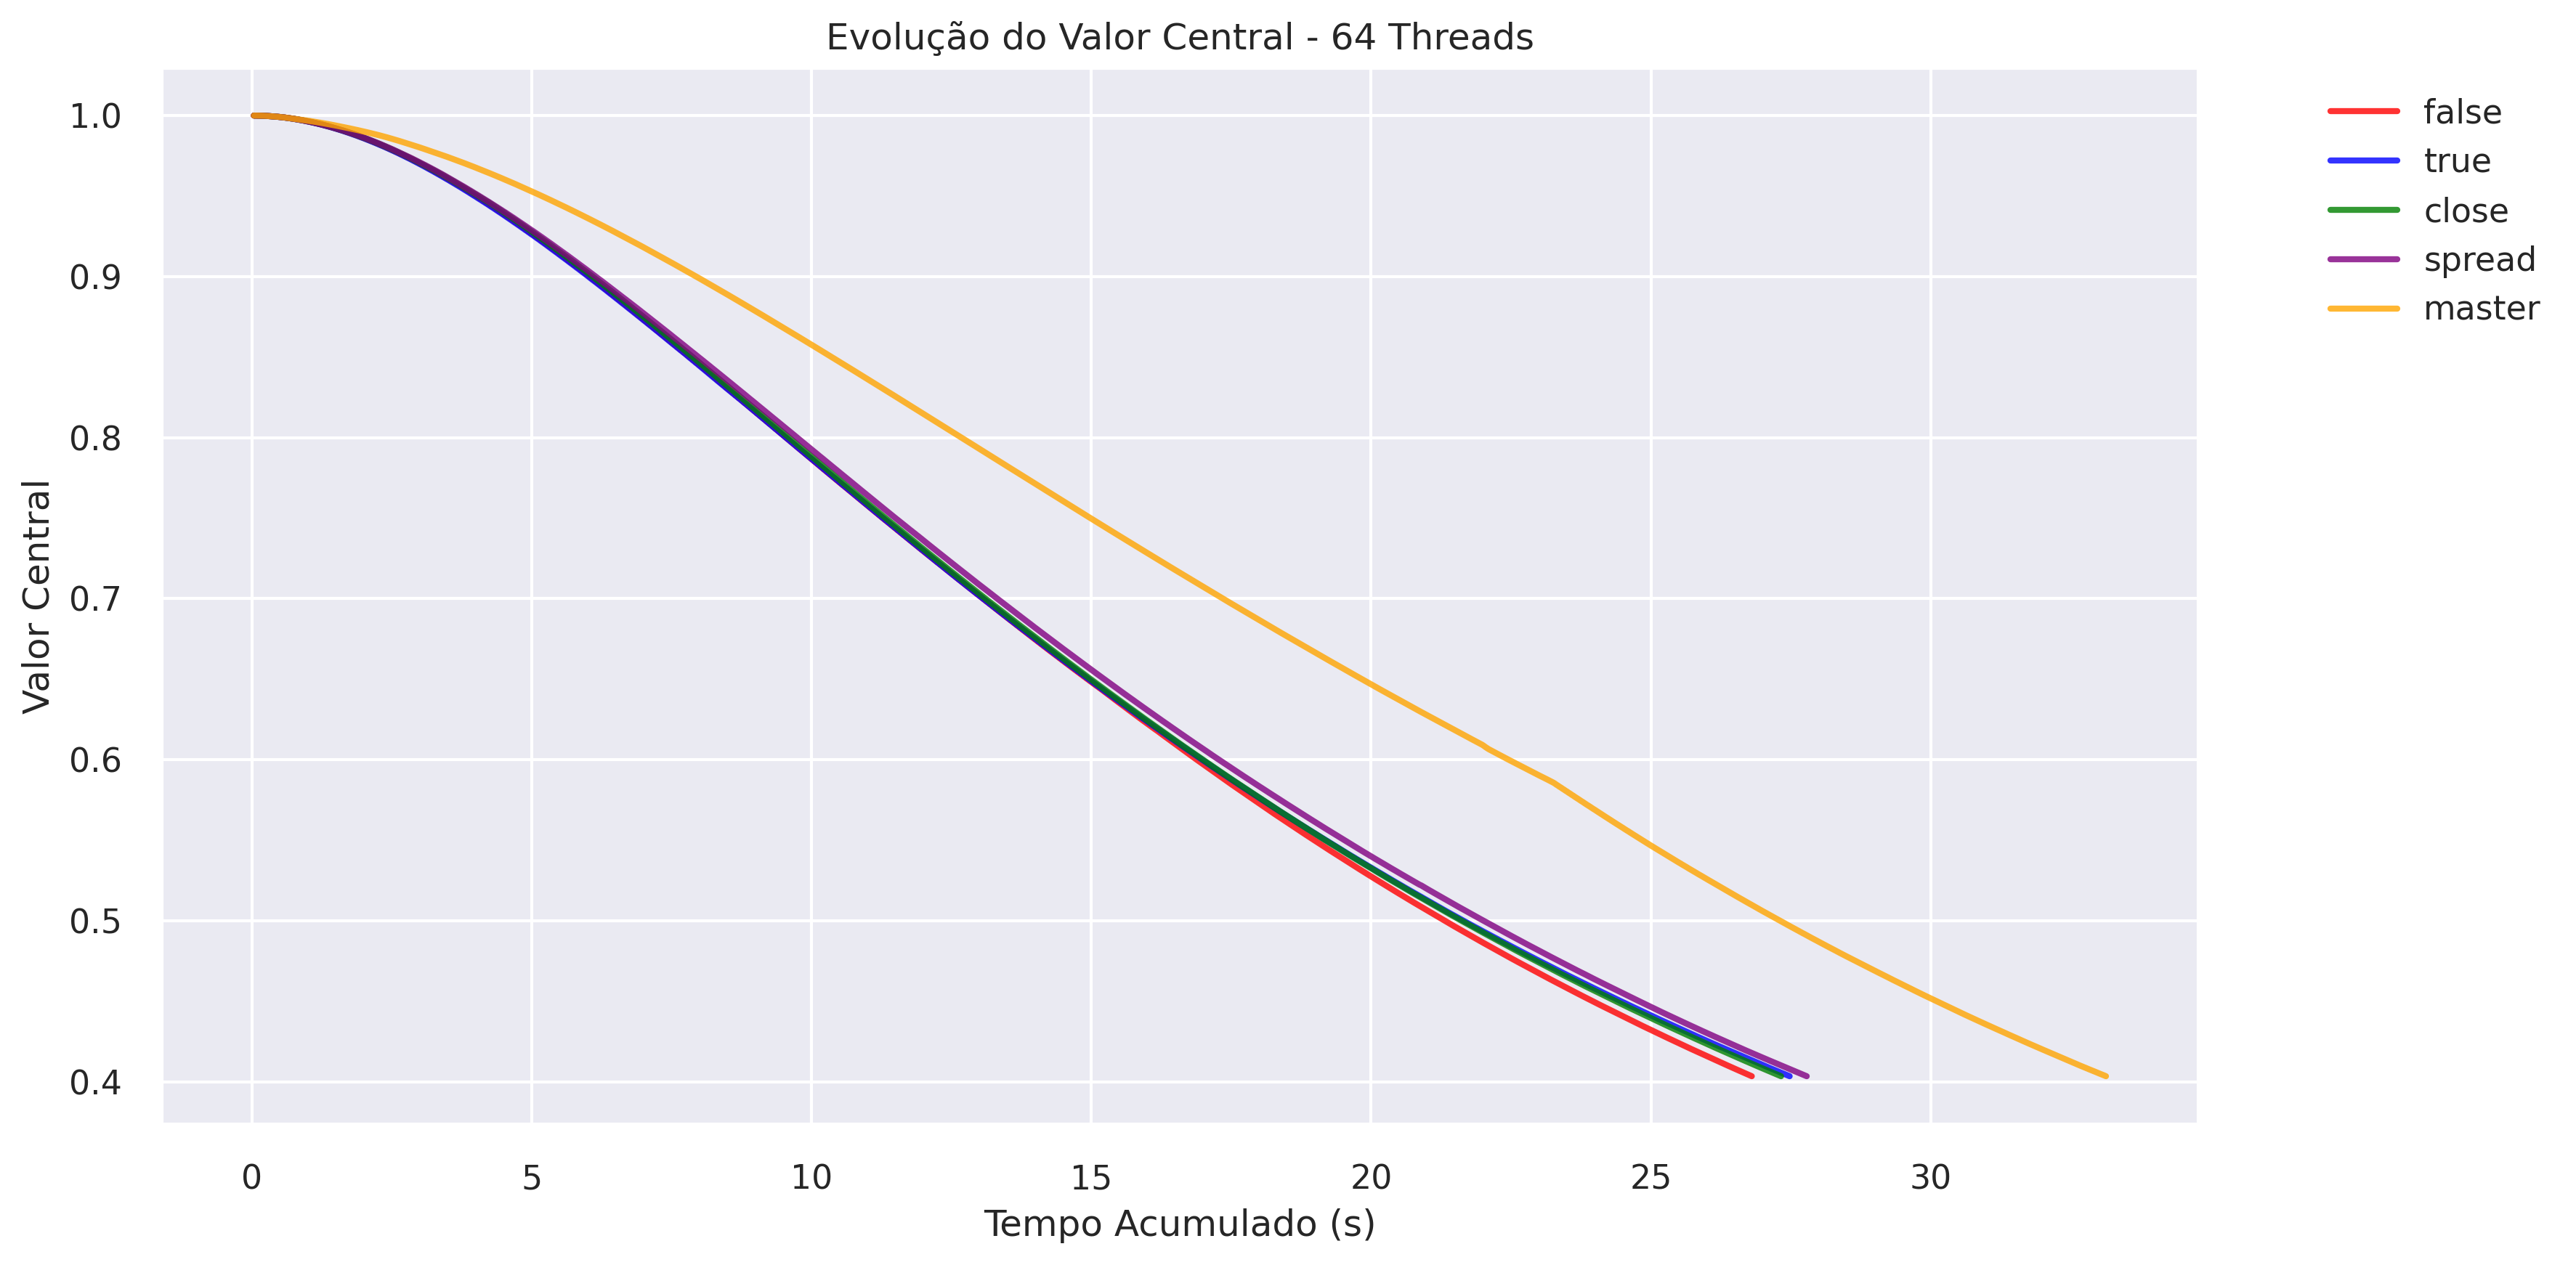 Evolução do Valor Central - 64 Threads
false
true
close
spread
master
Valor Central
1.0
0.9
0.8
0.7
0.6
0.5
0.4
0 5 10 15 20 25 30
Tempo Acumulado (s)